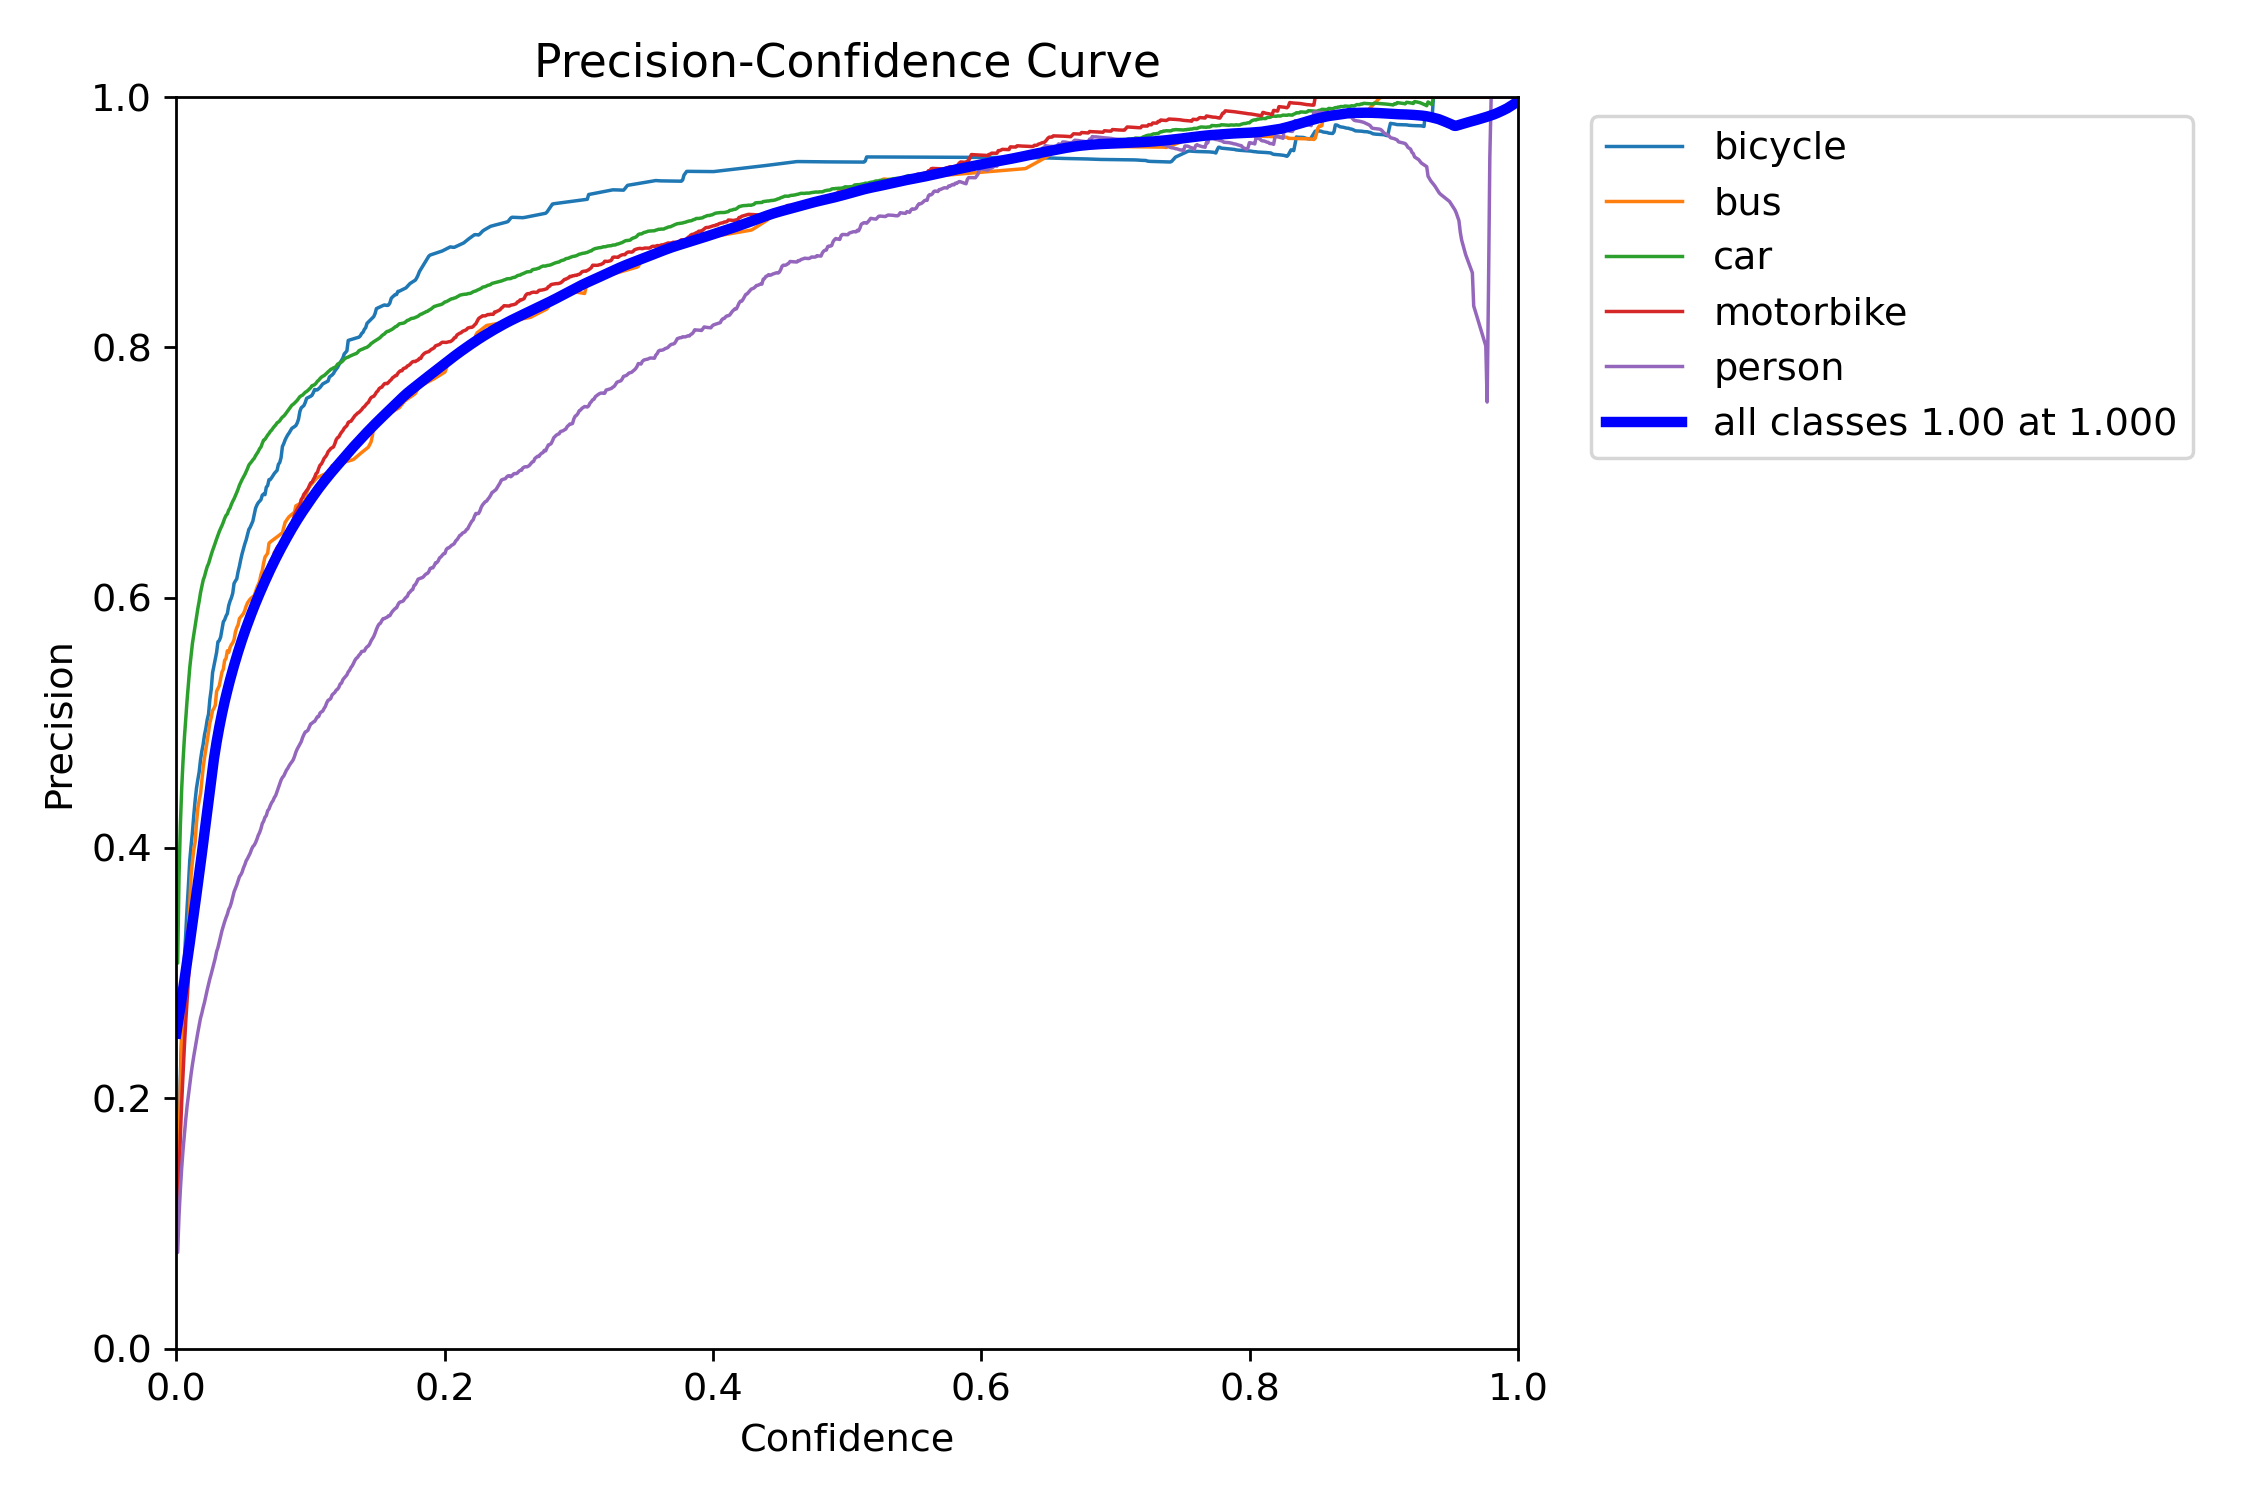 Precision-Confidence Curve
1.0
0.8
0.6
0.4
0.2
0.0
Precision
0.0 0.2 0.4 0.6 0.8 1.0
Confidence
bicycle
bus
car
motorbike
person
all classes 1.00 at 1.000